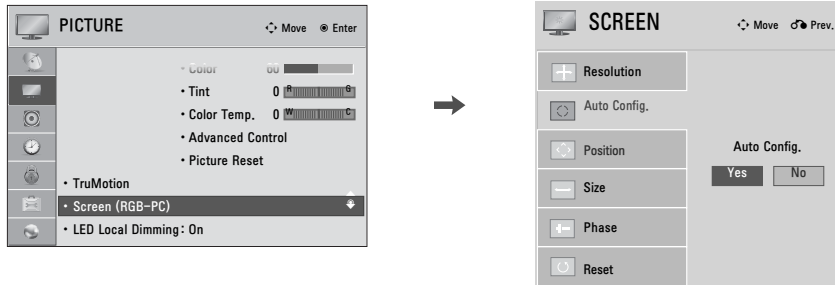 PICTURE
Move Enter
• Color 60
• Tint 0 R G
• Color Temp. 0 W C
• Advanced Control
• Picture Reset
• TruMotion
• Screen (RGB-PC)
• LED Local Dimming: On
SCREEN
Move Prev.
Resolution
Auto Config.
Position
Size
Phase
Reset
Auto Config.
Yes No